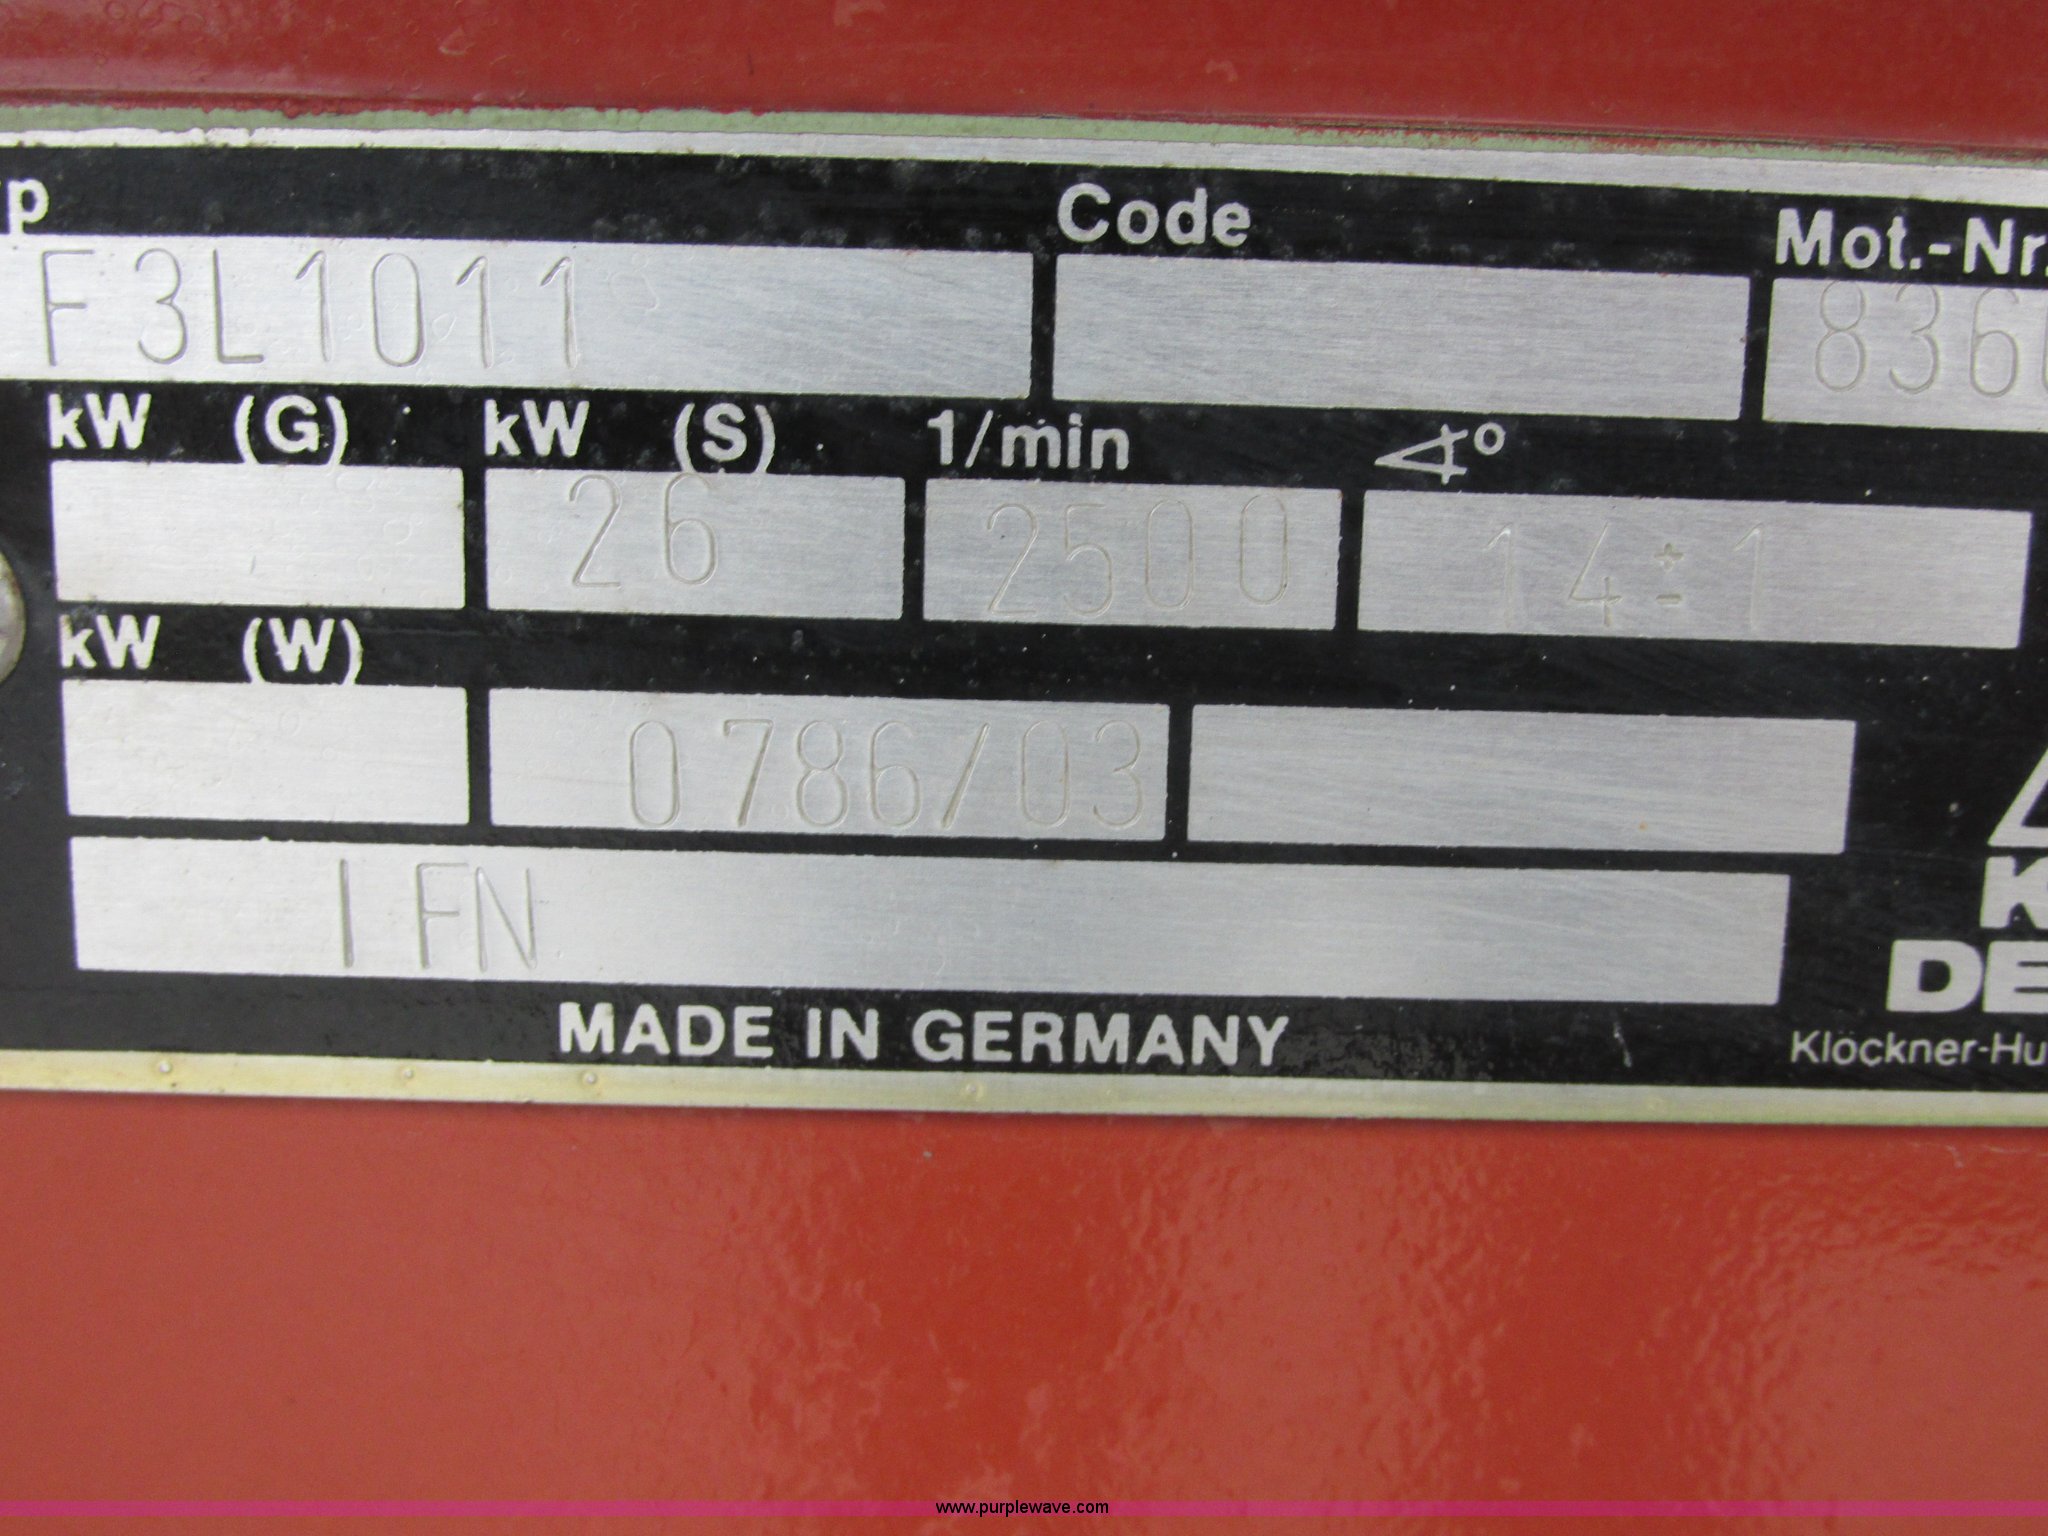 yp Code Mot.-Nr.
F3L1011 836
kW (G) kW (S) 1/min ∢°
26 2500 14±1
kW (W)
0786/03
I FN
K
DE
MADE IN GERMANY
Klöckner-Hu
www.purplewave.com